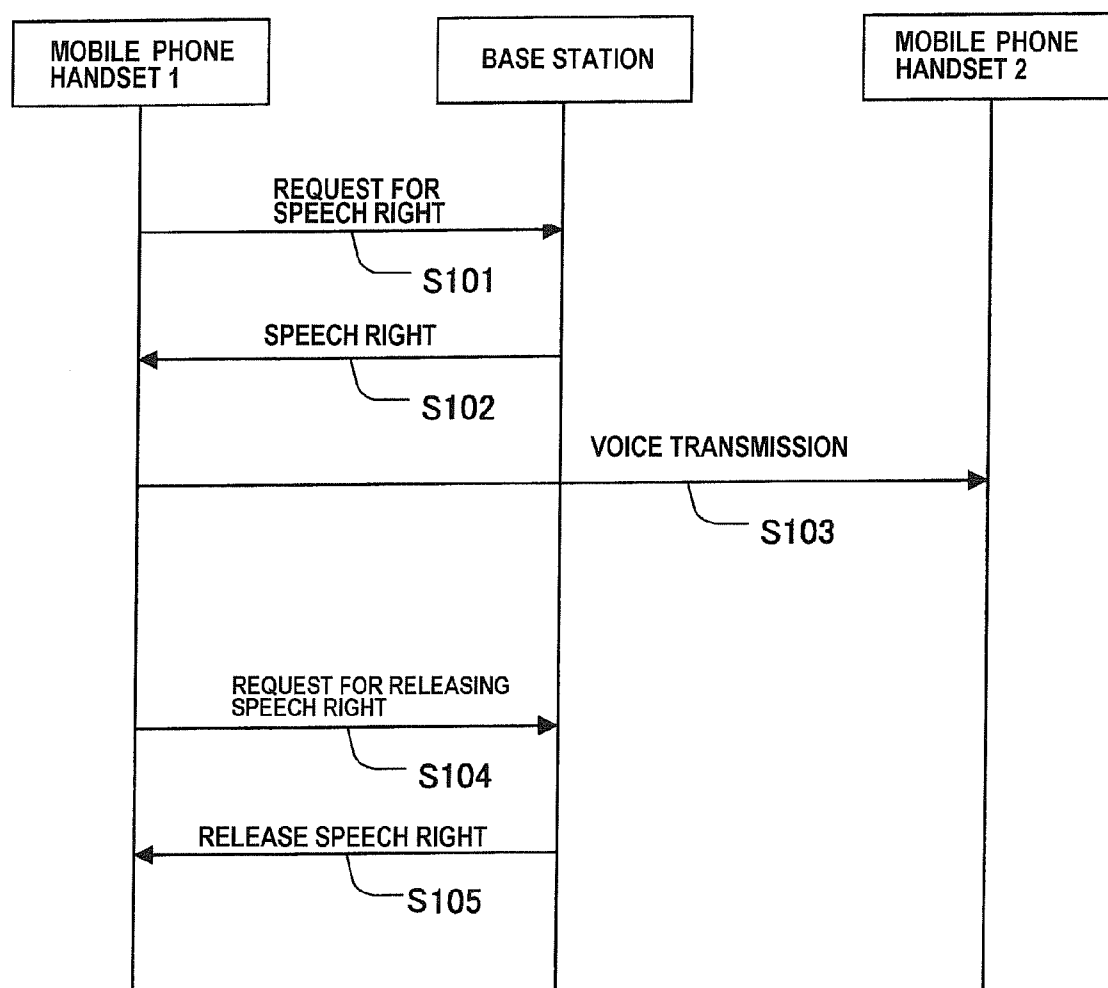 MOBILE PHONE
HANDSET 1
BASE STATION
MOBILE PHONE
HANDSET 2
REQUEST FOR
SPEECH RIGHT
S101
SPEECH RIGHT
S102
VOICE TRANSMISSION
S103
REQUEST FOR RELEASING
SPEECH RIGHT
S104
RELEASE SPEECH RIGHT
S105